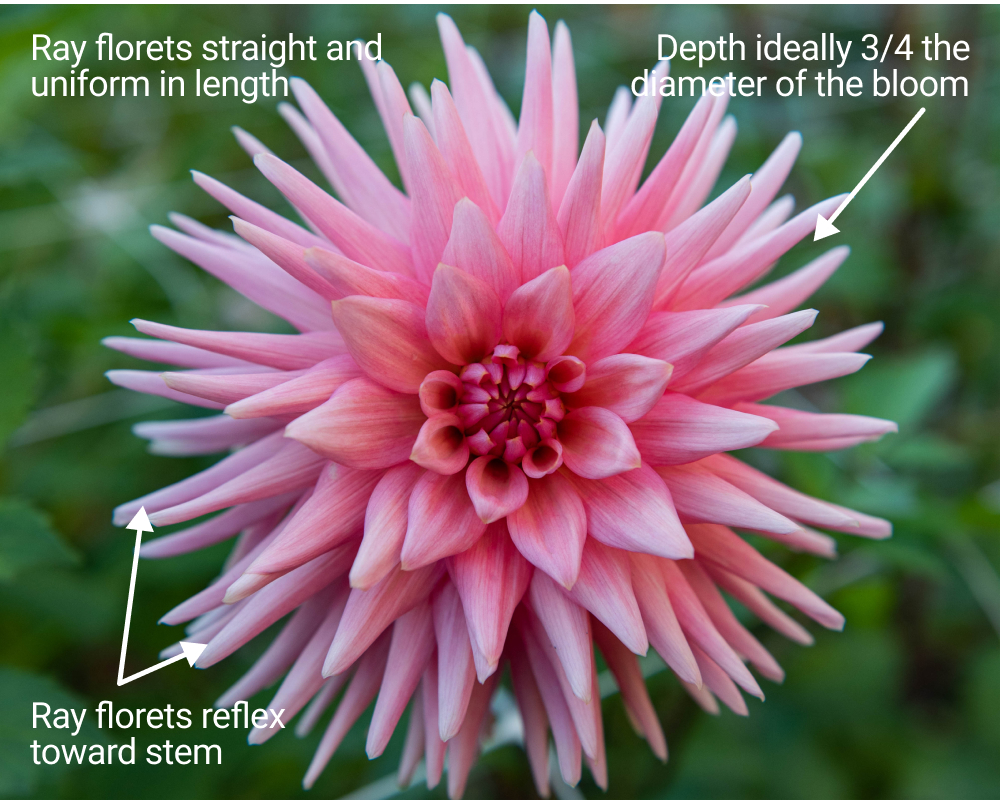 Ray florets straight and
uniform in length
Depth ideally 3/4 the
diameter of the bloom
Ray florets reflex
toward stem